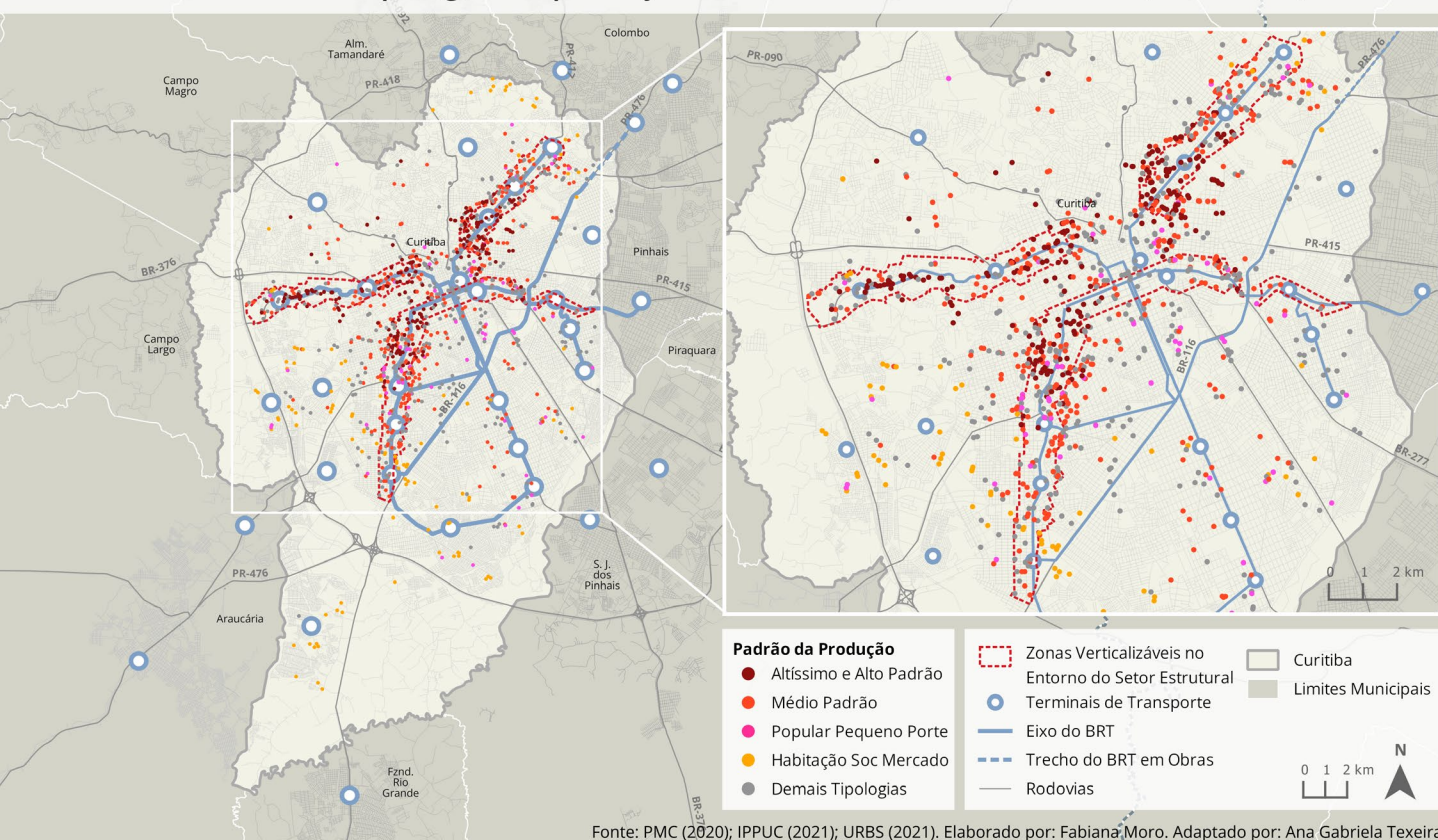 Colombo
Alm.
Tamandaré
Campo
Magro
PR-418
PR-476
Curitiba
Pinhais
BR-376
PR-415
Campo
Largo
Piraquara
BR-116
S. J.
dos
Pinhais
PR-476
Araucária
Fznd.
Rio
Grande
PR-090
PR-476
Curitiba
PR-415
BR-116
BR-277
0 1 2 km
Padrão da Produção
Altíssimo e Alto Padrão
Médio Padrão
Popular Pequeno Porte
Habitação Soc Mercado
Demais Tipologias
Zonas Verticalizáveis no
Entorno do Setor Estrutural
Terminais de Transporte
Eixo do BRT
Trecho do BRT em Obras
Rodovias
Curitiba
Limites Municipais
N
0 1 2 km
Fonte: PMC (2020); IPPUC (2021); URBS (2021). Elaborado por: Fabiana Moro. Adaptado por: Ana Gabriela Texeira